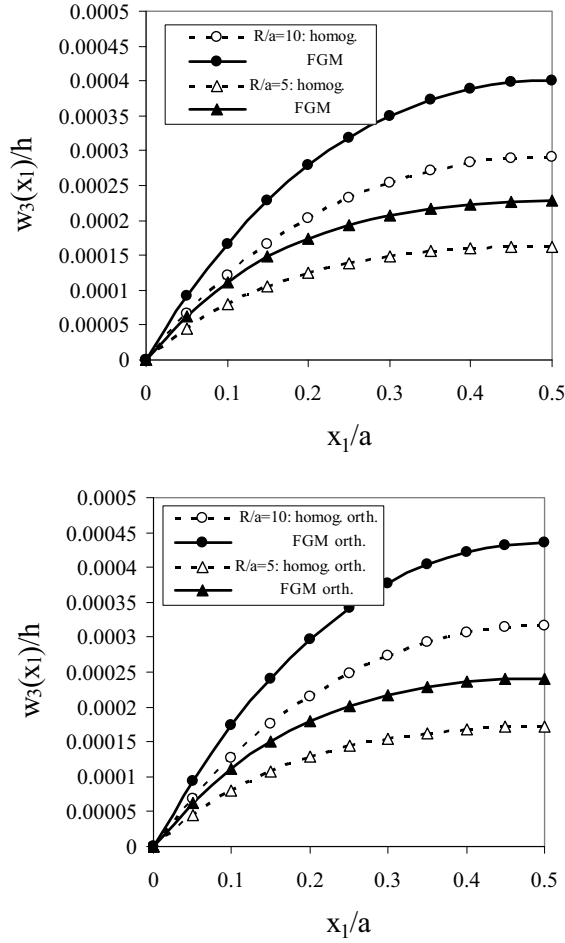 0.0005
0.00045
0.0004
0.00035
0.0003
0.00025
0.0002
0.00015
0.0001
0.00005
0
w3(x1)/h
R/a=10: homog.
FGM
R/a=5: homog.
FGM
0 0.1 0.2 0.3 0.4 0.5
x1/a
0.0005
0.00045
0.0004
0.00035
0.0003
0.00025
0.0002
0.00015
0.0001
0.00005
0
w3(x1)/h
R/a=10: homog. orth.
FGM orth.
R/a=5: homog. orth.
FGM orth.
0 0.1 0.2 0.3 0.4 0.5
x1/a